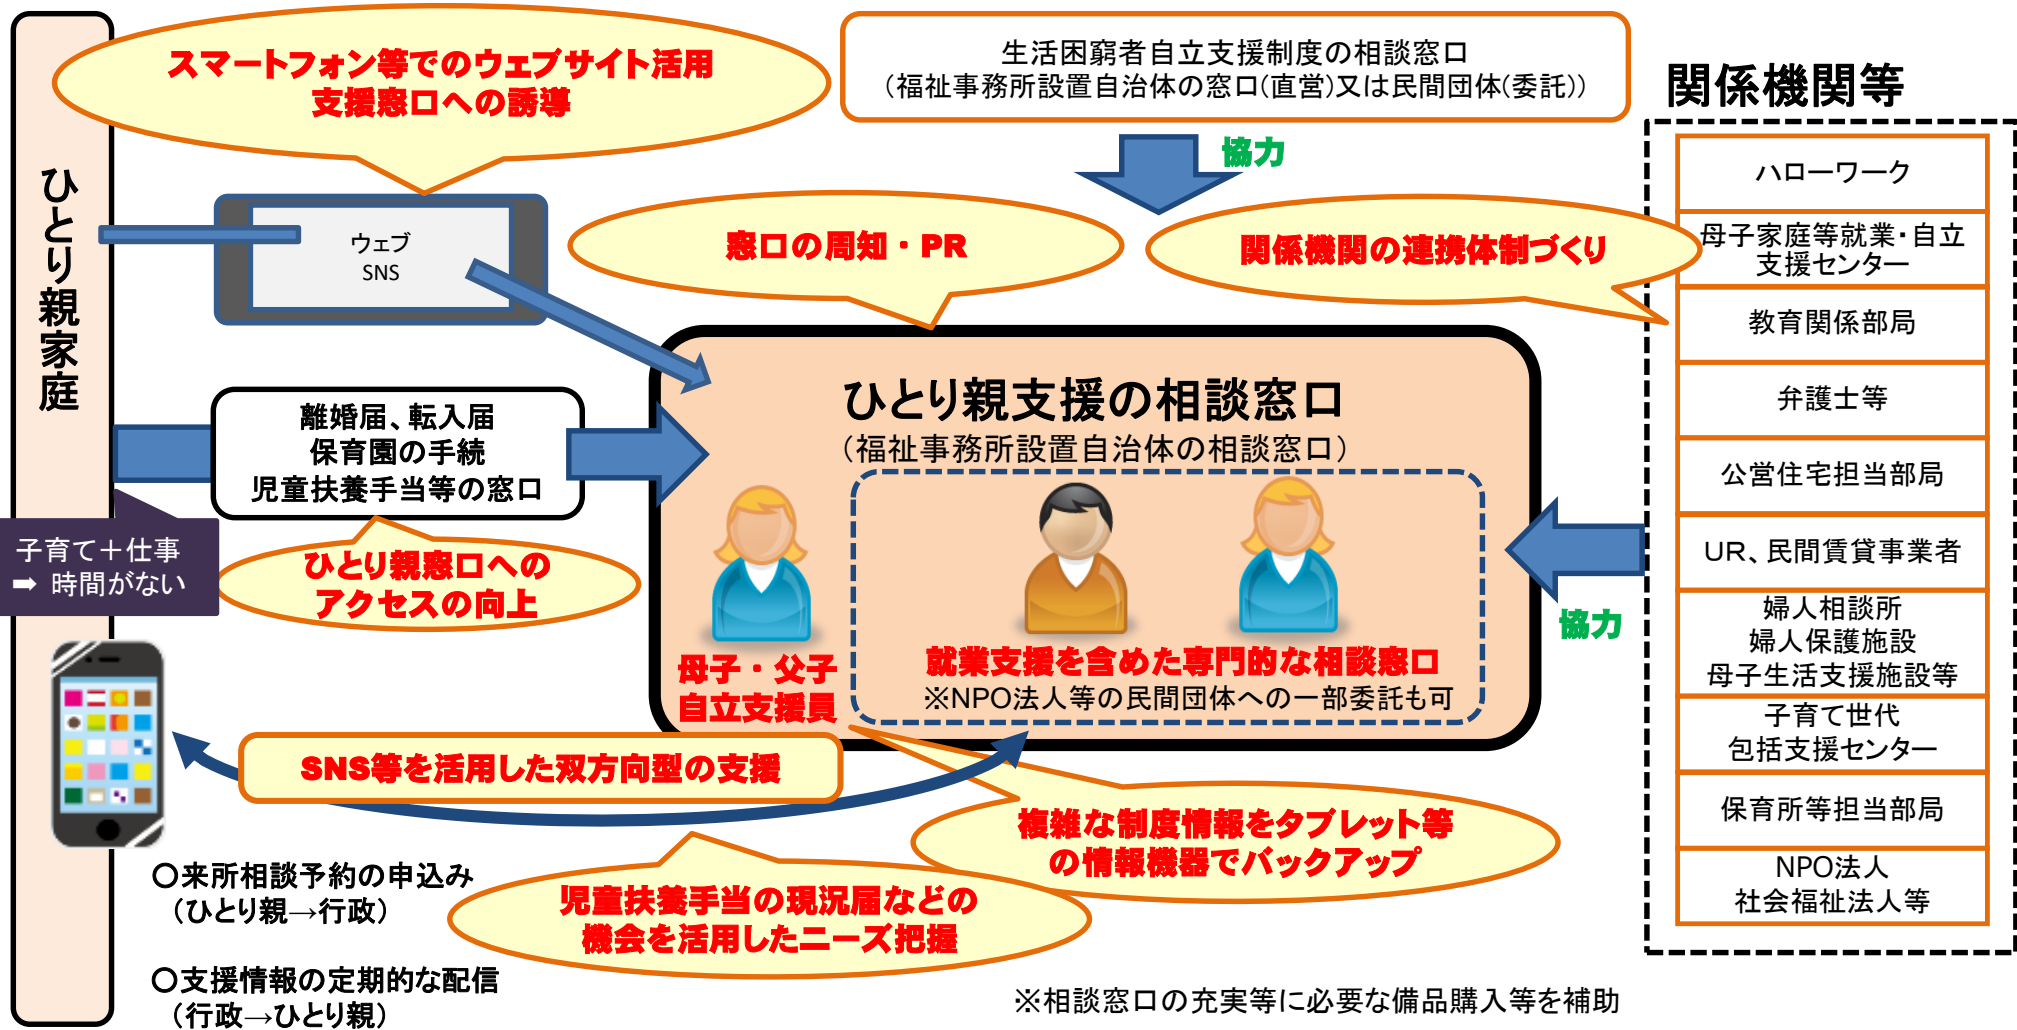 スマートフォン等でのウェブサイト活用
支援窓口への誘導
生活困窮者自立支援制度の相談窓口
（福祉事務所設置自治体の窓口(直営)又は民間団体(委託)）
協力
関係機関等
ひとり親家庭
ウェブ
SNS
窓口の周知・PR
関係機関の連携体制づくり
ハローワーク
母子家庭等就業・自立
支援センター
教育関係部局
弁護士等
公営住宅担当部局
UR、民間賃貸事業者
婦人相談所
婦人保護施設
母子生活支援施設等
子育て世代
包括支援センター
保育所等担当部局
NPO法人
社会福祉法人等
協力
離婚届、転入届
保育園の手続
児童扶養手当等の窓口
ひとり親支援の相談窓口
（福祉事務所設置自治体の相談窓口）
子育て＋仕事
➡ 時間がない
ひとり親窓口への
アクセスの向上
母子・父子
自立支援員
就業支援を含めた専門的な相談窓口
※NPO法人等の民間団体への一部委託も可
SNS等を活用した双方向型の支援
複雑な制度情報をタブレット等
の情報機器でバックアップ
児童扶養手当の現況届などの
機会を活用したニーズ把握
〇来所相談予約の申込み
（ひとり親→行政）
〇支援情報の定期的な配信
（行政→ひとり親）
※相談窓口の充実等に必要な備品購入等を補助